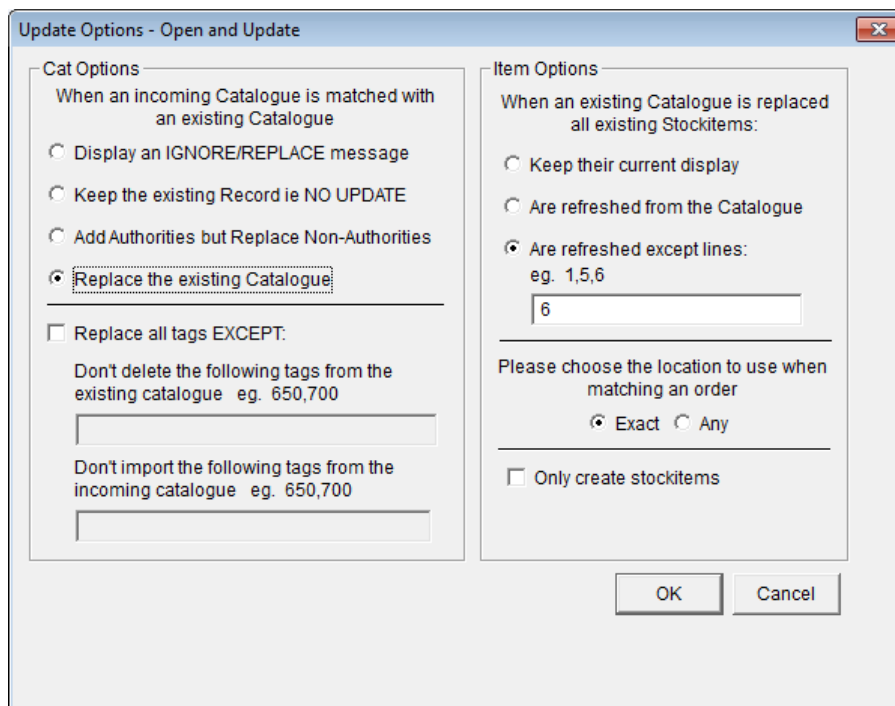 Update Options - Open and Update
Cat Options
When an incoming Catalogue is matched with
an existing Catalogue
Display an IGNORE/REPLACE message
Keep the existing Record ie NO UPDATE
Add Authorities but Replace Non-Authorities
Replace the existing Catalogue
Replace all tags EXCEPT:
Don't delete the following tags from the
existing catalogue eg. 650,700
Don't import the following tags from the
incoming catalogue eg. 650,700
Item Options
When an existing Catalogue is replaced
all existing Stockitems:
Keep their current display
Are refreshed from the Catalogue
Are refreshed except lines:
eg. 1,5,6
6
Please choose the location to use when
matching an order
Exact Any
Only create stockitems
OK Cancel